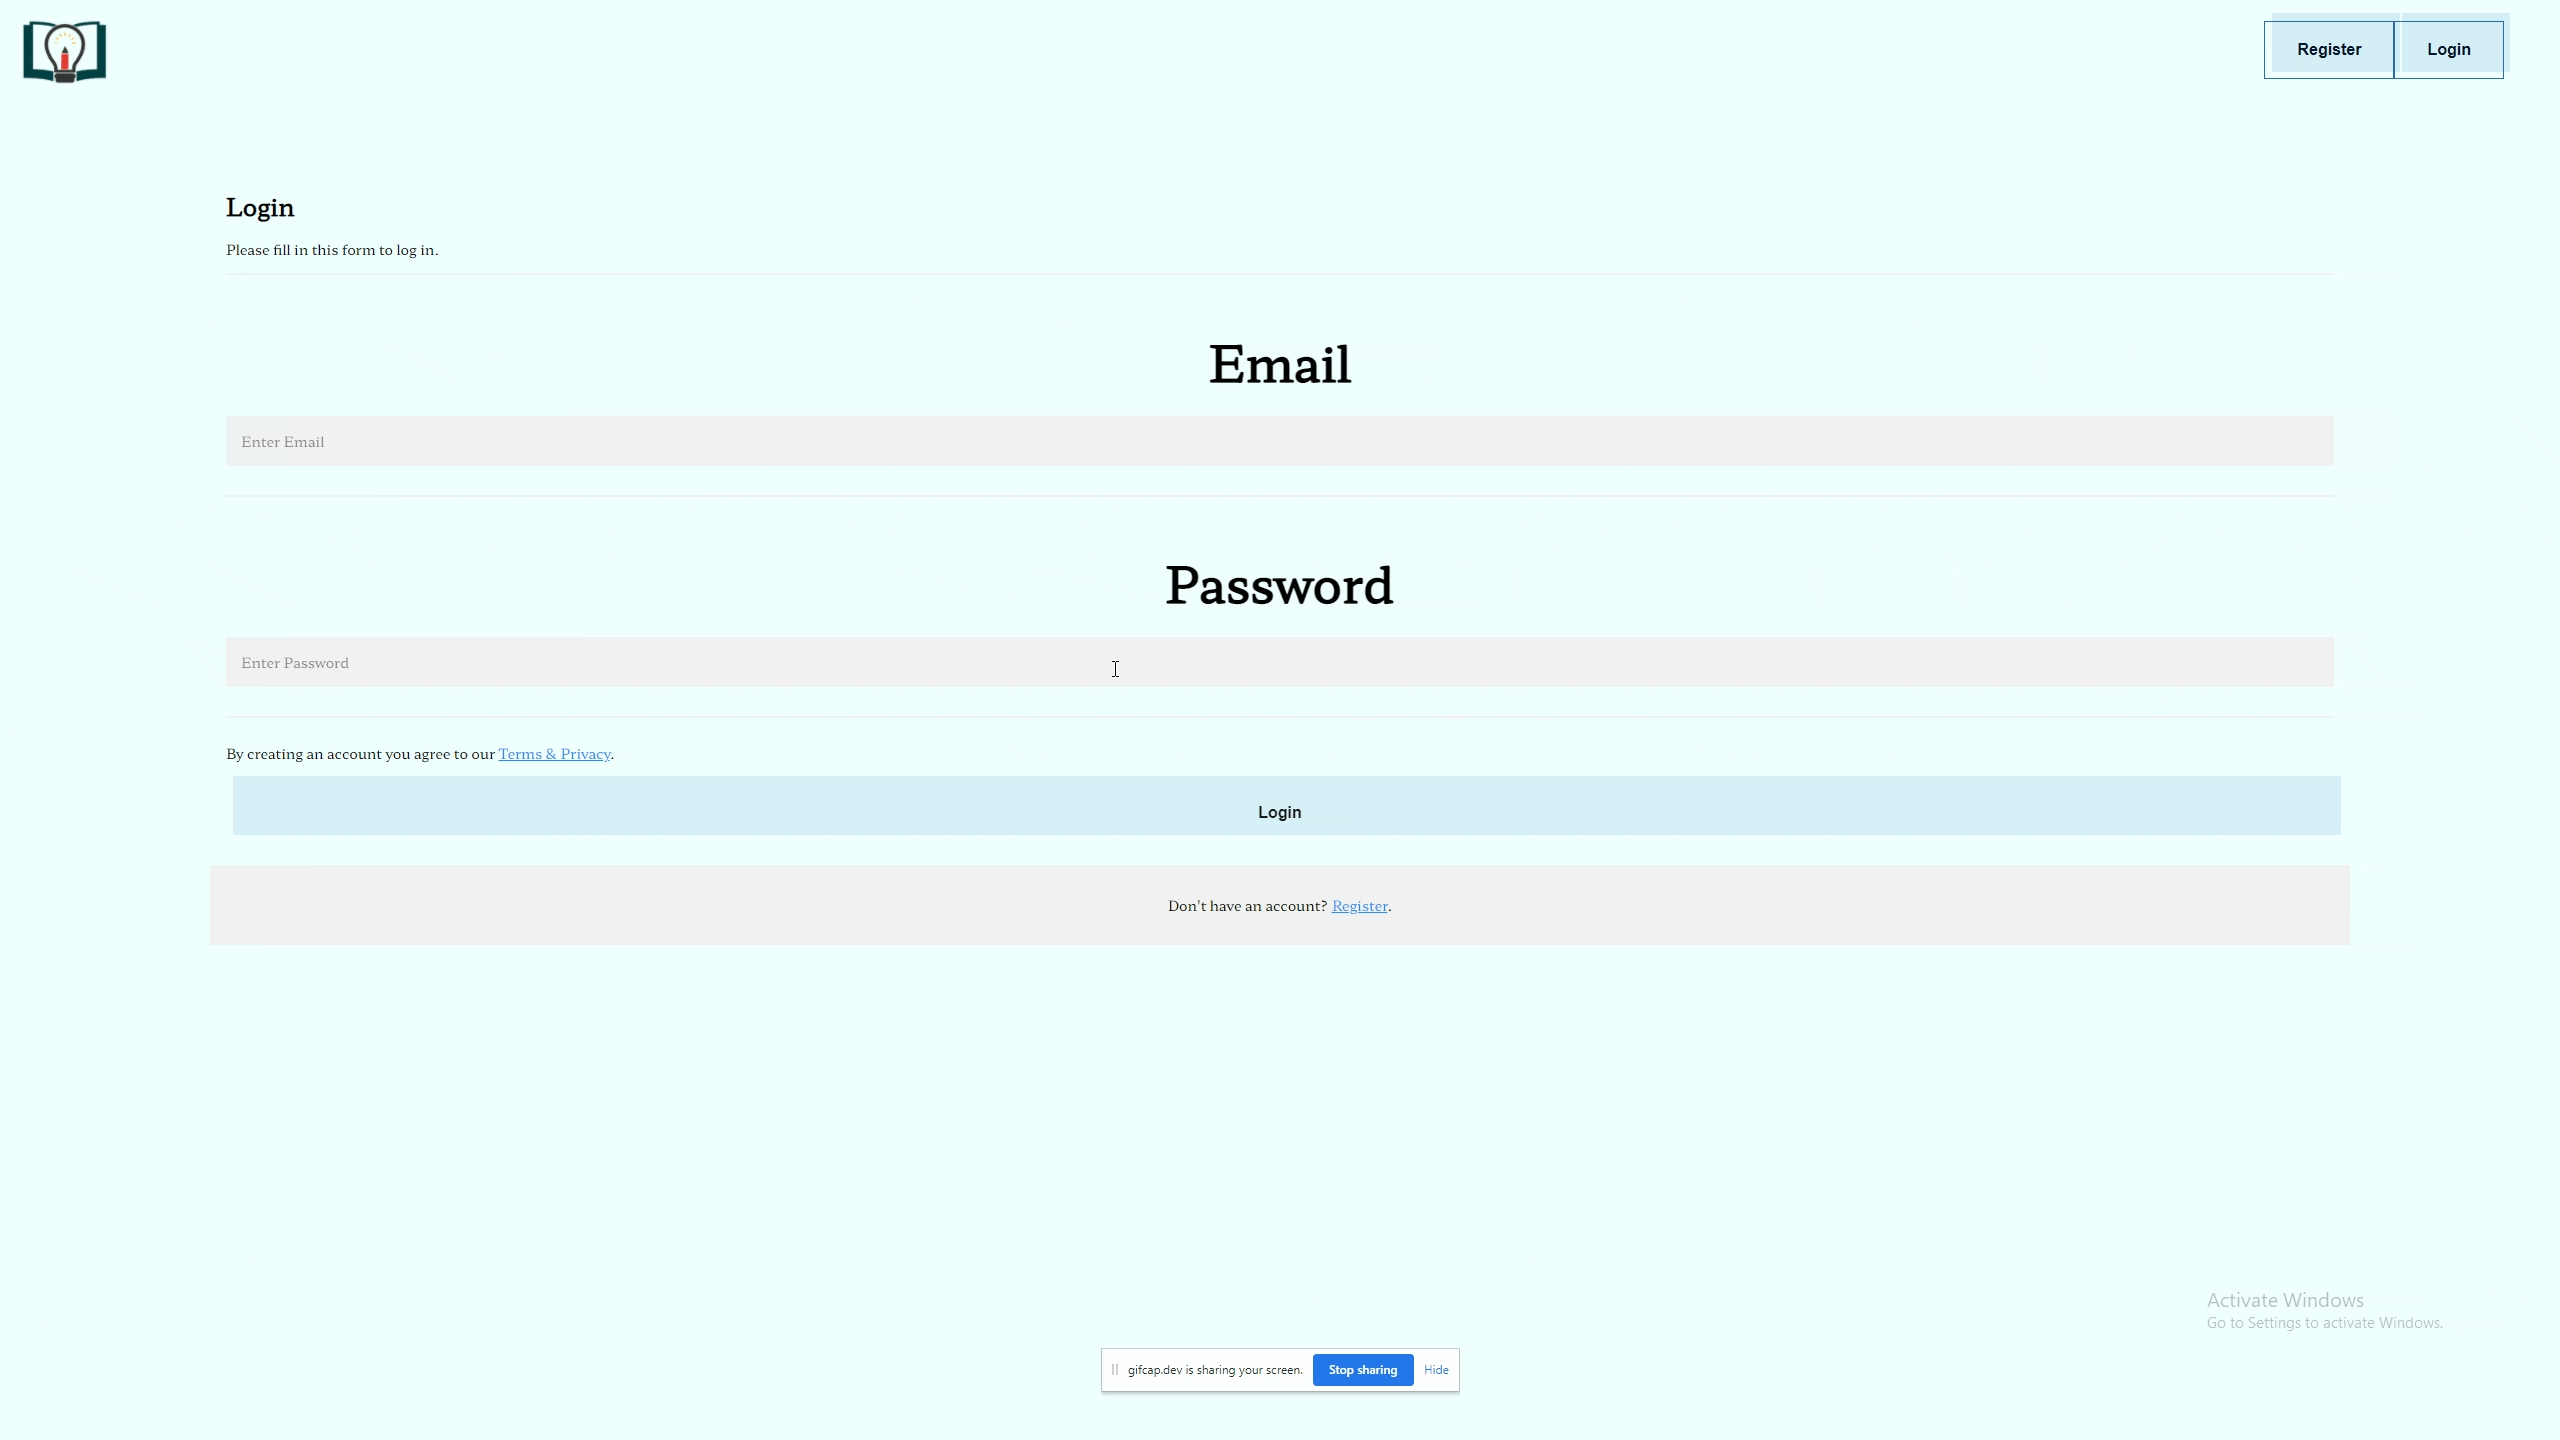 Register
Login
Login
Please fill in this form to log in.
Email
Enter Email
Password
Enter Password
By creating an account you agree to our Terms & Privacy.
Login
Don't have an account? Register.
Activate Windows
Go to Settings to activate Windows.
gifcap.dev is sharing your screen.
Stop sharing
Hide